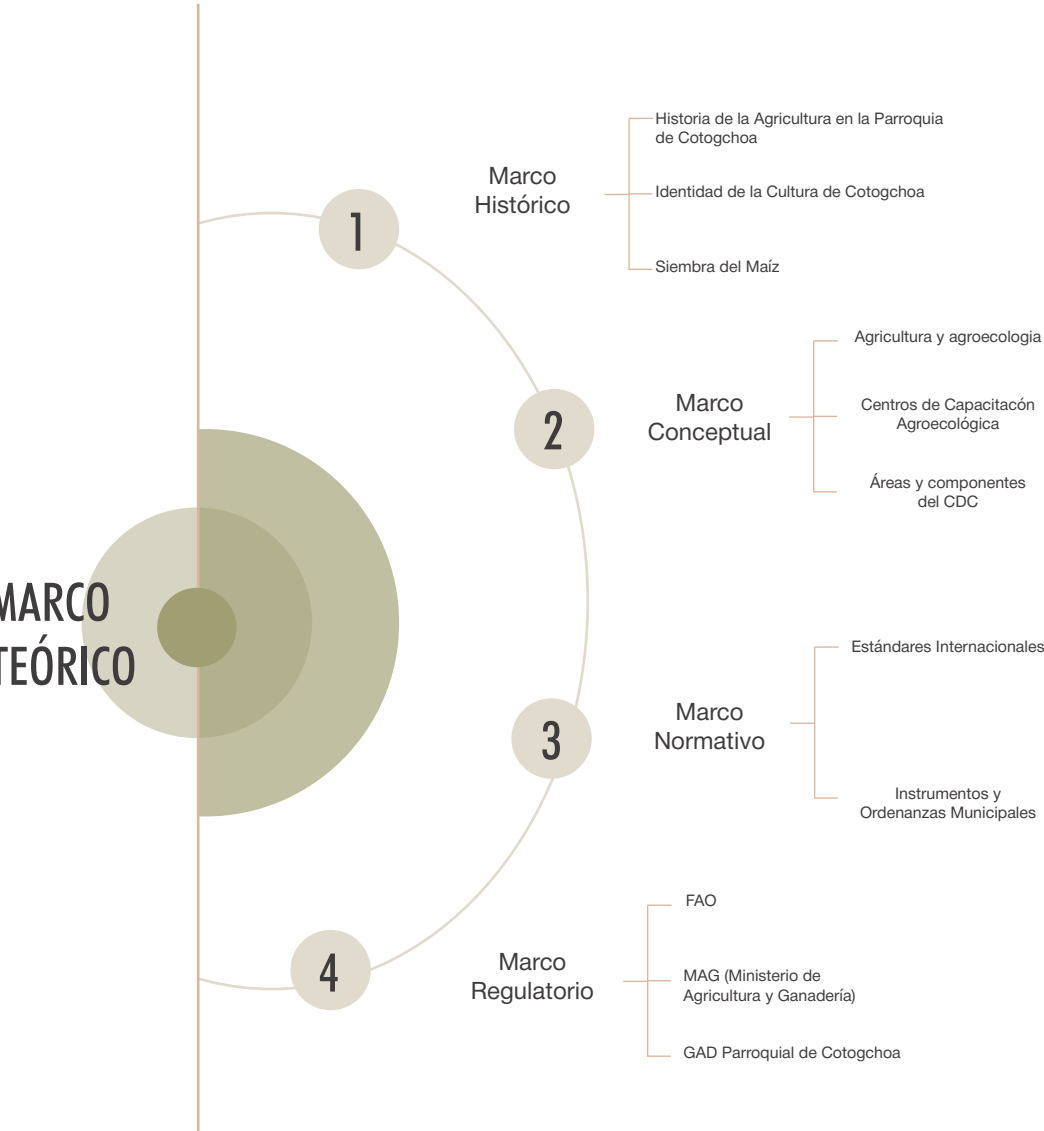 MARCO
TEÓRICO
1
Marco
Histórico
Historia de la Agricultura en la Parroquia
de Cotogchoa
Identidad de la Cultura de Cotogchoa
Siembra del Maíz
2
Marco
Conceptual
Agricultura y agroecologia
Centros de Capacitacón
Agroecológica
Áreas y componentes
del CDC
3
Marco
Normativo
Estándares Internacionales
Instrumentos y
Ordenanzas Municipales
4
Marco
Regulatorio
FAO
MAG (Ministerio de
Agricultura y Ganadería)
GAD Parroquial de Cotogchoa